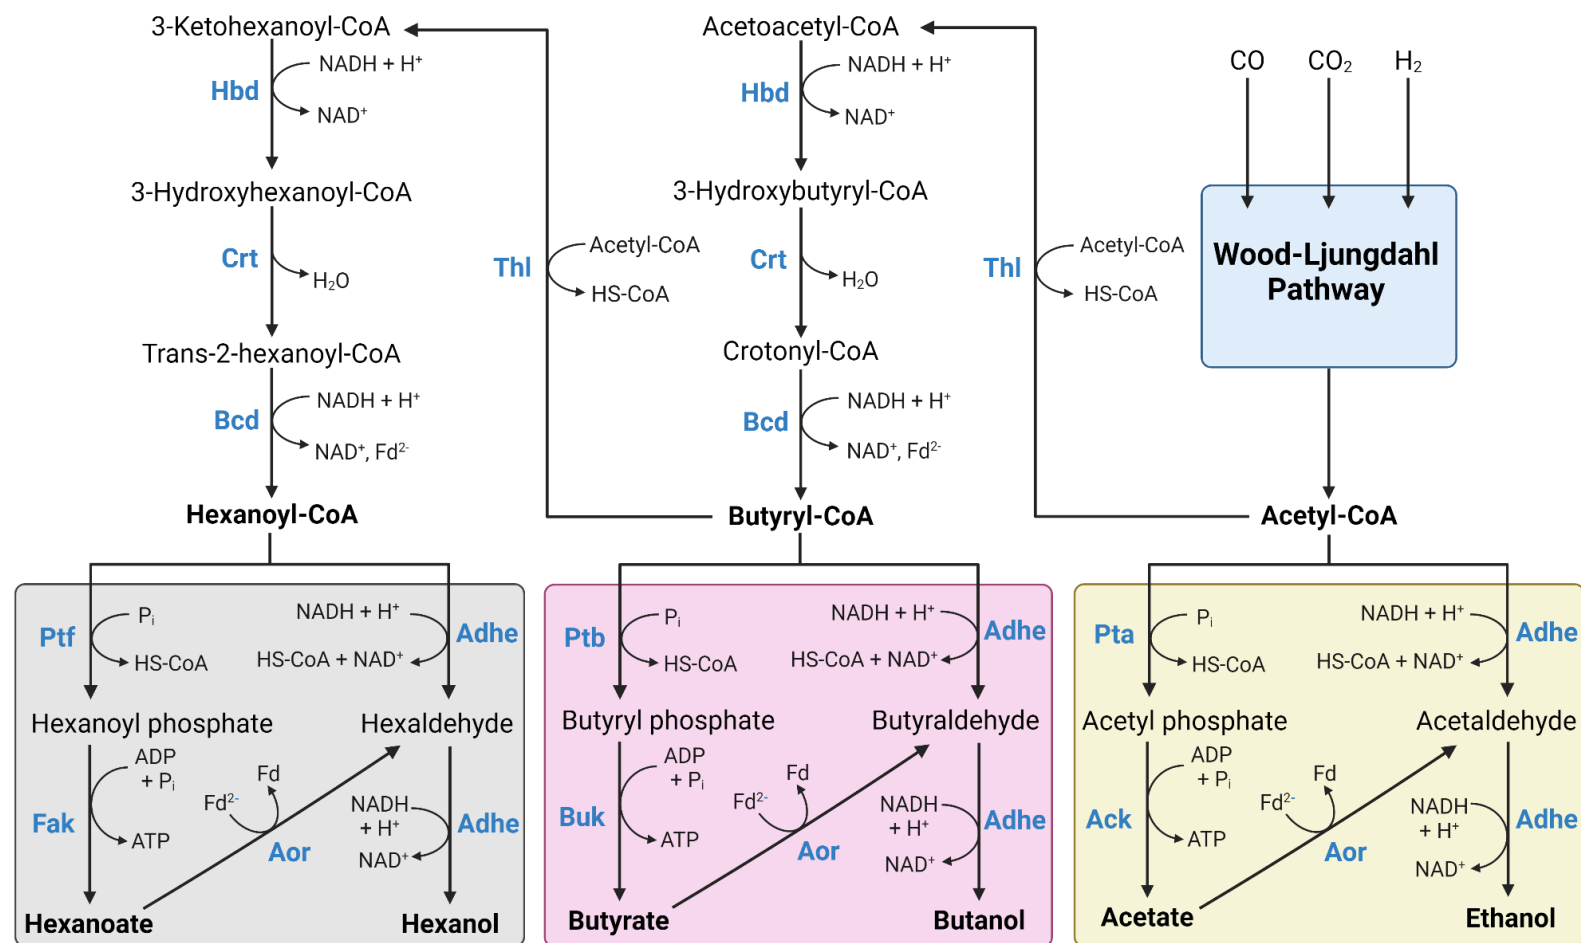 3-Ketohexanoyl-CoA
NADH + H⁺
Hbd
NAD⁺
3-Hydroxyhexanoyl-CoA
Crt
H₂O
Trans-2-hexanoyl-CoA
NADH + H⁺
Bcd
NAD⁺, Fd²⁻
Hexanoyl-CoA
Thl
Acetyl-CoA
HS-CoA
Acetoacetyl-CoA
NADH + H⁺
Hbd
NAD⁺
3-Hydroxybutyryl-CoA
Crt
H₂O
Crotonyl-CoA
NADH + H⁺
Bcd
NAD⁺, Fd²⁻
Butyryl-CoA
Thl
Acetyl-CoA
HS-CoA
CO
CO₂
H₂
Wood-Ljungdahl
Pathway
Acetyl-CoA
Ptf
Pᵢ
HS-CoA
NADH + H⁺
HS-CoA + NAD⁺
Adhe
Hexanoyl phosphate
Hexaldehyde
ADP
+ Pᵢ
Fak
ATP
Fd²⁻
Fd
Aor
NADH
+ H⁺
NAD⁺
Adhe
Hexanoate
Hexanol
Ptb
Pᵢ
HS-CoA
NADH + H⁺
HS-CoA + NAD⁺
Adhe
Butyryl phosphate
Butyraldehyde
ADP
+ Pᵢ
Buk
ATP
Fd²⁻
Fd
Aor
NADH
+ H⁺
NAD⁺
Adhe
Butyrate
Butanol
Pta
Pᵢ
HS-CoA
NADH + H⁺
HS-CoA + NAD⁺
Adhe
Acetyl phosphate
Acetaldehyde
ADP
+ Pᵢ
Ack
ATP
Fd²⁻
Fd
Aor
NADH
+ H⁺
NAD⁺
Adhe
Acetate
Ethanol